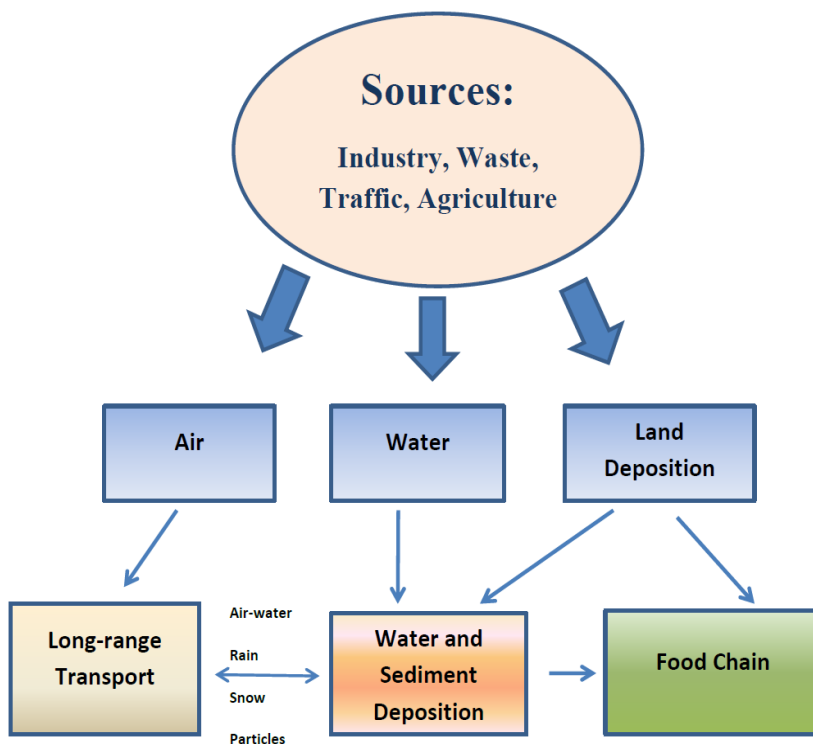 Sources:
Industry, Waste,
Traffic, Agriculture
Air
Water
Land
Deposition
Long-range
Transport
Air-water
Rain
Snow
Particles
Water and
Sediment
Deposition
Food Chain